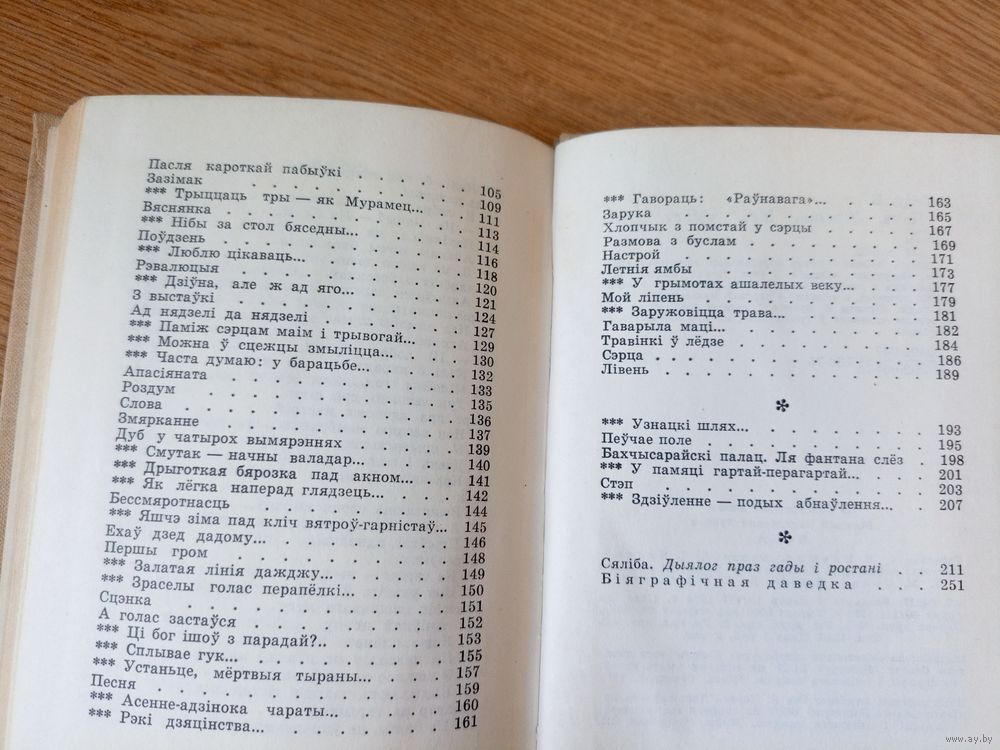 Пасля кароткай пабыўкі . . . . . . 105
Зазімак . . . . . . . . . . 109
*** Трыццаць тры — як Мурамец... . . . 111
Вяснянка . . . . . . . . . . 113
*** Нібы за стол бяседны... . . . . . 114
Поўдзень . . . . . . . . . . 116
*** Люблю цікаваць... . . . . . . . 118
Рэвалюцыя . . . . . . . . . . 120
*** Дзіўна, але ж ад яго... . . . . . 121
З выстаўкі . . . . . . . . . . 124
Ад нядзелі да нядзелі . . . . . . . 127
*** Паміж сэрцам маім і трывогай... . . . 129
*** Можна ў сцежцы змыліцца... . . . . 130
*** Часта думаю: у барацьбе... . . . . 132
Апасіяната . . . . . . . . . . 133
Роздум . . . . . . . . . . . 135
Слова . . . . . . . . . . . 136
Змярканне . . . . . . . . . . 137
Дуб у чатырох вымярэннях . . . . . 139
*** Смутак — начны валадар... . . . . 140
*** Дрыготкая бярозка пад акном... . . . 141
*** Як лёгка наперад глядзець... . . . . 142
Бессмяротнасць . . . . . . . . . 144
*** Яшчэ зіма пад кліч вятроў-гарністаў... . 145
Ехаў дзед дадому... . . . . . . . . 146
Першы гром . . . . . . . . . . 148
*** Залатая лінія дажджу... . . . . . 149
*** Зраселы голас перапёлкі... . . . . 150
Сцэнка . . . . . . . . . . . 151
А голас застаўся . . . . . . . . 152
*** Ці бог ішоў з парадай?.. . . . . . 153
*** Сплывае гук... . . . . . . . . 155
*** Устаньце, мёртвыя тыраны... . . . . 157
Песня . . . . . . . . . . . 159
*** Асенне-адзінока чараты... . . . . . 160
*** Рэкі дзяцінства... . . . . . . . 161
*** Гавораць: «Раўнавага»... . . . . 163
Зарука . . . . . . . . . . . 165
Хлопчык з помстай у сэрцы . . . . . 167
Размова з буслам . . . . . . . . 169
Настрой . . . . . . . . . . . 171
Летнія ямбы . . . . . . . . . . 173
*** У грымотах ашалелых веку... . . . 177
Мой ліпень . . . . . . . . . . 179
*** Заружовіцца трава... . . . . . . 181
Гаварыла маці... . . . . . . . . 182
Травінкі ў лёдзе . . . . . . . . 184
Сэрца . . . . . . . . . . . 186
Лівень . . . . . . . . . . . 189
*
*** Узнацкі шлях... . . . . . . . 193
Пеўчае поле . . . . . . . . . 195
Бахчысарайскі палац. Ля фантана слёз . 198
*** У памяці гартай-перагартай... . . . 201
Стэп . . . . . . . . . . . 203
*** Здзіўленне — подых абнаўлення... . 207
*
Сяліба. Дыялог праз гады і ростані . . 211
Біяграфічная даведка . . . 251
www.ay.by